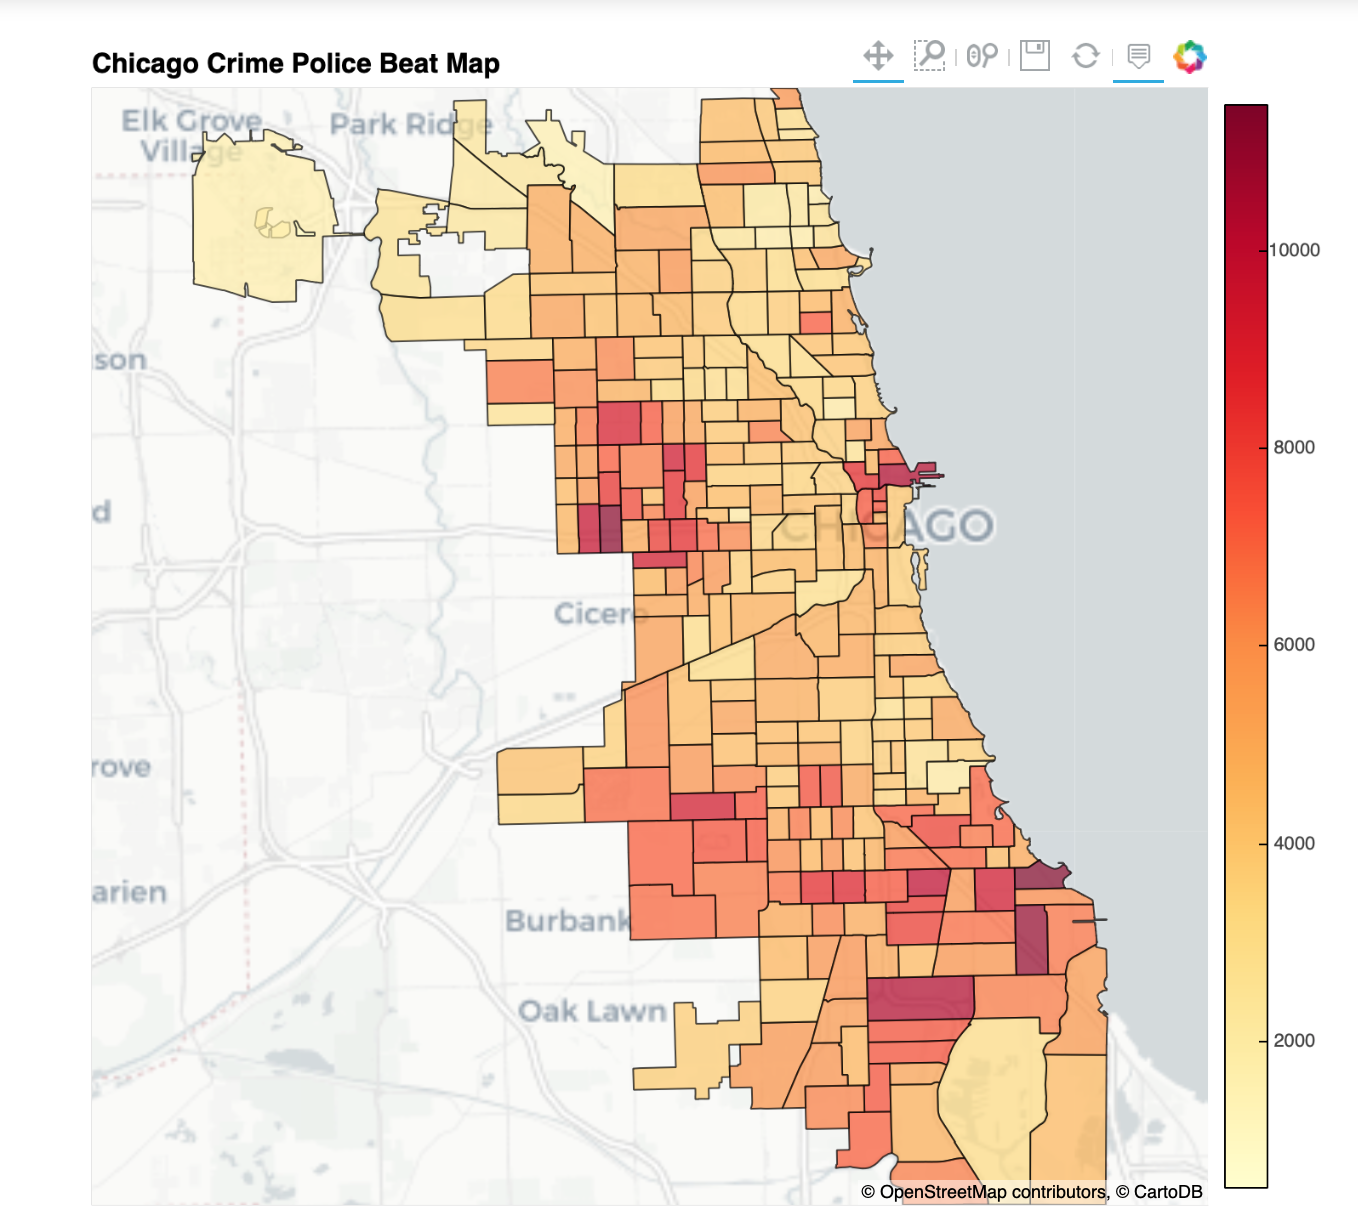 Chicago Crime Police Beat Map
Elk Grove
Village
Park Ridge
10000
son
8000
d
CHICAGO
Cicero
6000
rove
4000
arien
Burbank
Oak Lawn
2000
© OpenStreetMap contributors, © CartoDB